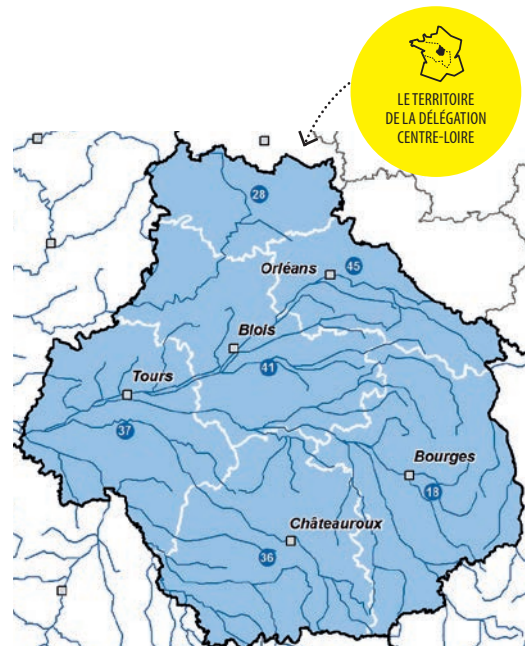 LE TERRITOIRE
DE LA DÉLÉGATION
CENTRE-LOIRE
28
Orléans
45
Blois
41
Tours
37
Bourges
18
Châteauroux
36